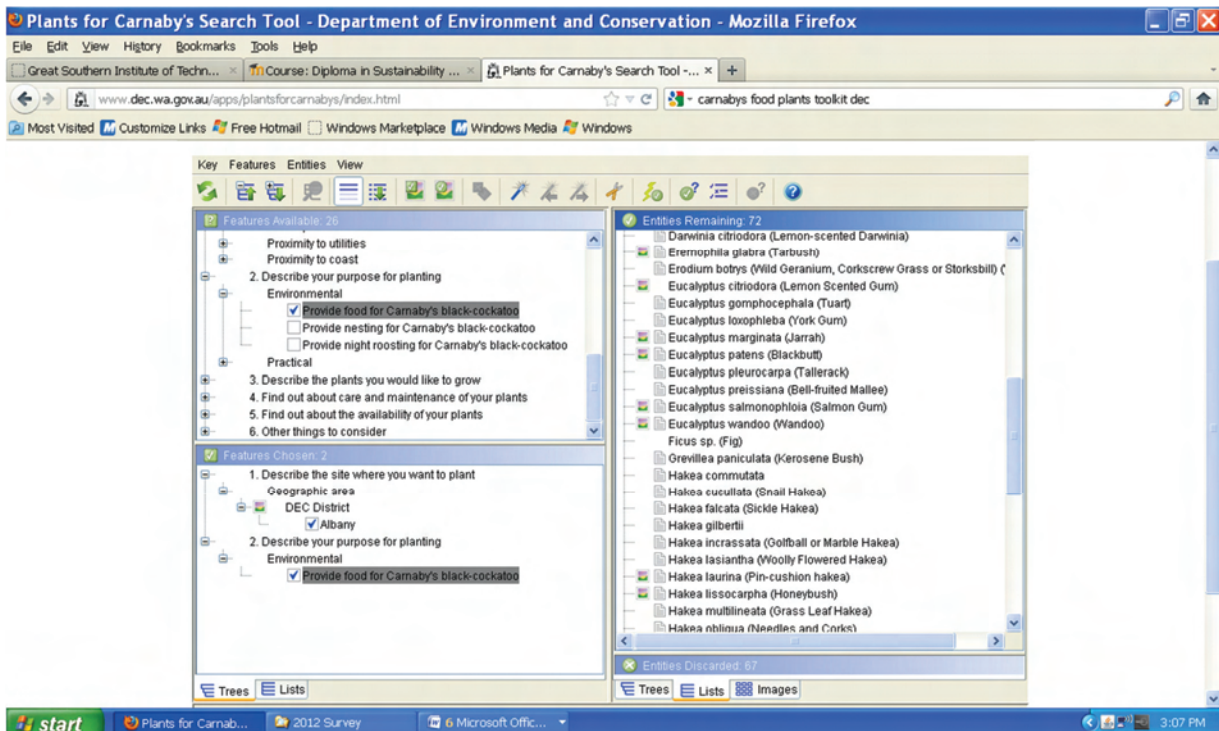 Plants for Carnaby's Search Tool - Department of Environment and Conservation - Mozilla Firefox
File Edit View History Bookmarks Tools Help
Great Southern Institute of Techn... × Course: Diploma in Sustainability ... × Plants for Carnaby's Search Tool -... × +
www.dec.wa.gov.au/apps/plantsforcarnabys/index.html carnabys food plants toolkit dec
Most Visited Customize Links Free Hotmail Windows Marketplace Windows Media Windows
Key Features Entities View
Features Available: 26
Proximity to utilities
Proximity to coast
2. Describe your purpose for planting
Environmental
Provide food for Carnaby's black-cockatoo
Provide nesting for Carnaby's black-cockatoo
Provide night roosting for Carnaby's black-cockatoo
Practical
3. Describe the plants you would like to grow
4. Find out about care and maintenance of your plants
5. Find out about the availability of your plants
6. Other things to consider
Features Chosen: 2
1. Describe the site where you want to plant
Geographic area
DEC District
Albany
2. Describe your purpose for planting
Environmental
Provide food for Carnaby's black-cockatoo
Trees Lists
Entities Remaining: 72
Darwinia citriodora (Lemon-scented Darwinia)
Eremophila glabra (Tarbush)
Erodium botrys (Wild Geranium, Corkscrew Grass or Storksbill) (
Eucalyptus citriodora (Lemon Scented Gum)
Eucalyptus gomphocephala (Tuart)
Eucalyptus loxophleba (York Gum)
Eucalyptus marginata (Jarrah)
Eucalyptus patens (Blackbutt)
Eucalyptus pleurocarpa (Tallerack)
Eucalyptus preissiana (Bell-fruited Mallee)
Eucalyptus salmonophloia (Salmon Gum)
Eucalyptus wandoo (Wandoo)
Ficus sp. (Fig)
Grevillea paniculata (Kerosene Bush)
Hakea commutata
Hakea cucullata (Snail Hakea)
Hakea falcata (Sickle Hakea)
Hakea gilbertii
Hakea incrassata (Golfball or Marble Hakea)
Hakea lasiantha (Woolly Flowered Hakea)
Hakea laurina (Pin-cushion hakea)
Hakea lissocarpha (Honeybush)
Hakea multilineata (Grass Leaf Hakea)
Hakea obliqua (Needles and Corks)
Entities Discarded: 67
Trees Lists Images
start Plants for Carnab... 2012 Survey 6 Microsoft Offic... 3:07 PM